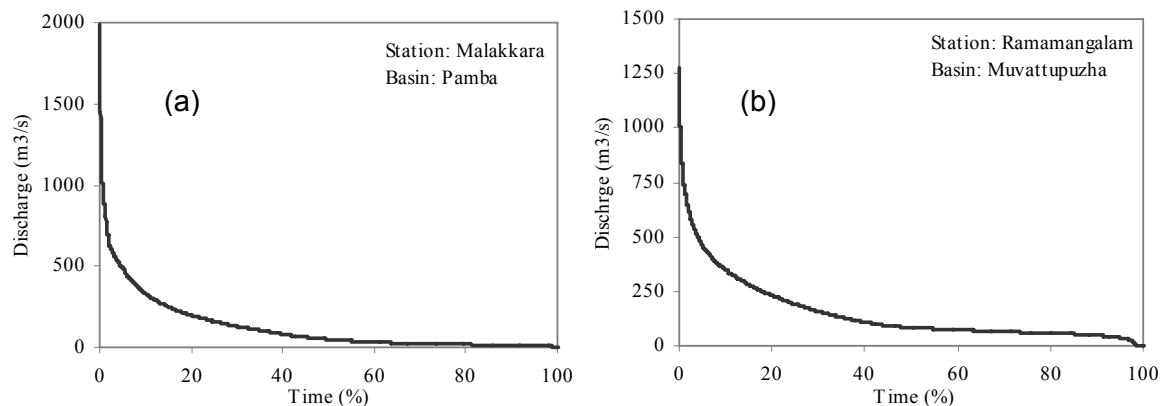 2000
1500
1000
500
0
Discharge (m3/s)
Station: Malakkara
Basin: Pamba
(a)
0 20 40 60 80 100
Time (%)
1500
1250
1000
750
500
250
0
Dischrge (m3/s)
Station: Ramamangalam
Basin: Muvattupuzha
(b)
0 20 40 60 80 100
Time (%)